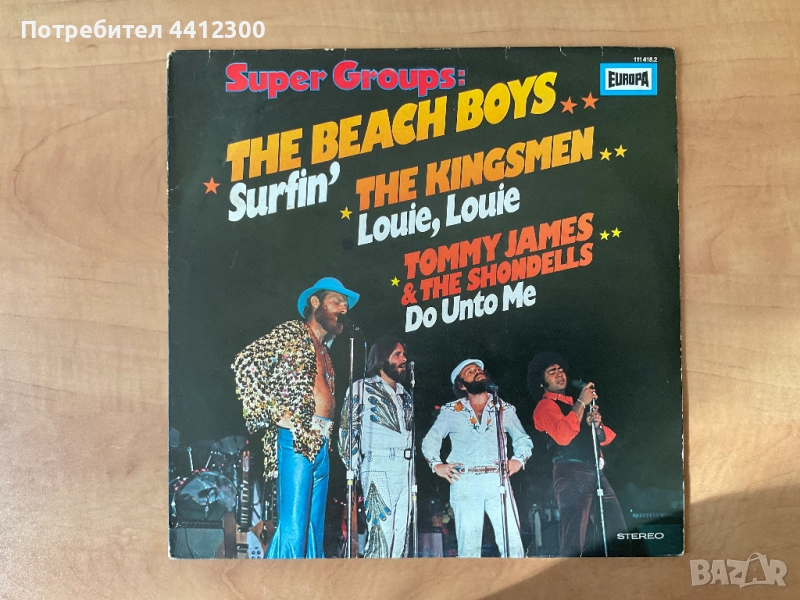 Потребител 4412300
Super Groups:
111 418.2
EUROPA
THE BEACH BOYS
Surfin'
THE KINGSMEN
Louie, Louie
TOMMY JAMES
& THE SHONDELLS
Do Unto Me
STEREO
BAZAR